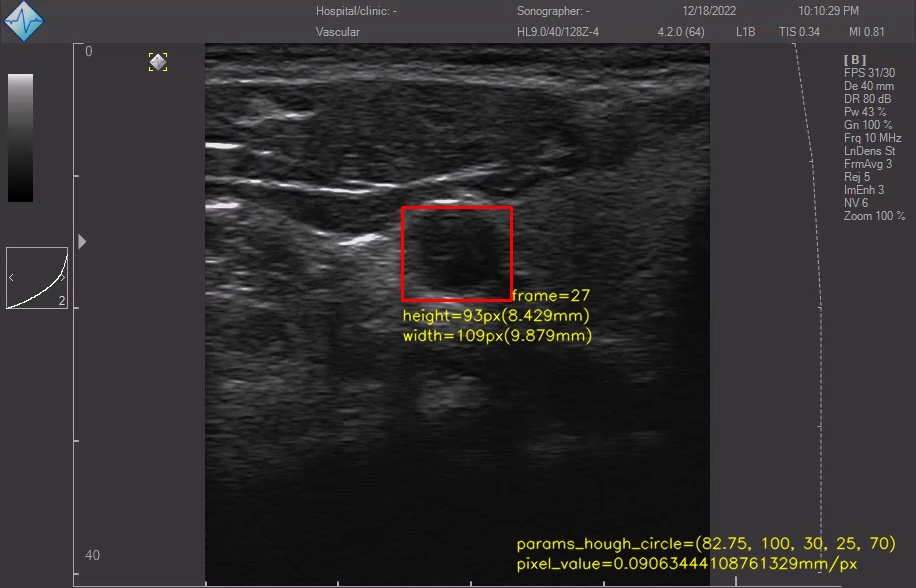 Hospital/clinic: - Sonographer: - 12/18/2022 10:10:29 PM
Vascular HL9.0/40/128Z-4 4.2.0 (64) L1B TIS 0.34 MI 0.81
0
[ B ]
FPS 31/30
De 40 mm
DR 80 dB
Pw 43 %
Gn 100 %
Frq 10 MHz
LnDens St
FrmAvg 3
Rej 5
ImEnh 3
NV 6
Zoom 100 %
2
frame=27
height=93px(8.429mm)
width=109px(9.879mm)
40
params_hough_circle=(82.75, 100, 30, 25, 70)
pixel_value=0.09063444108761329mm/px